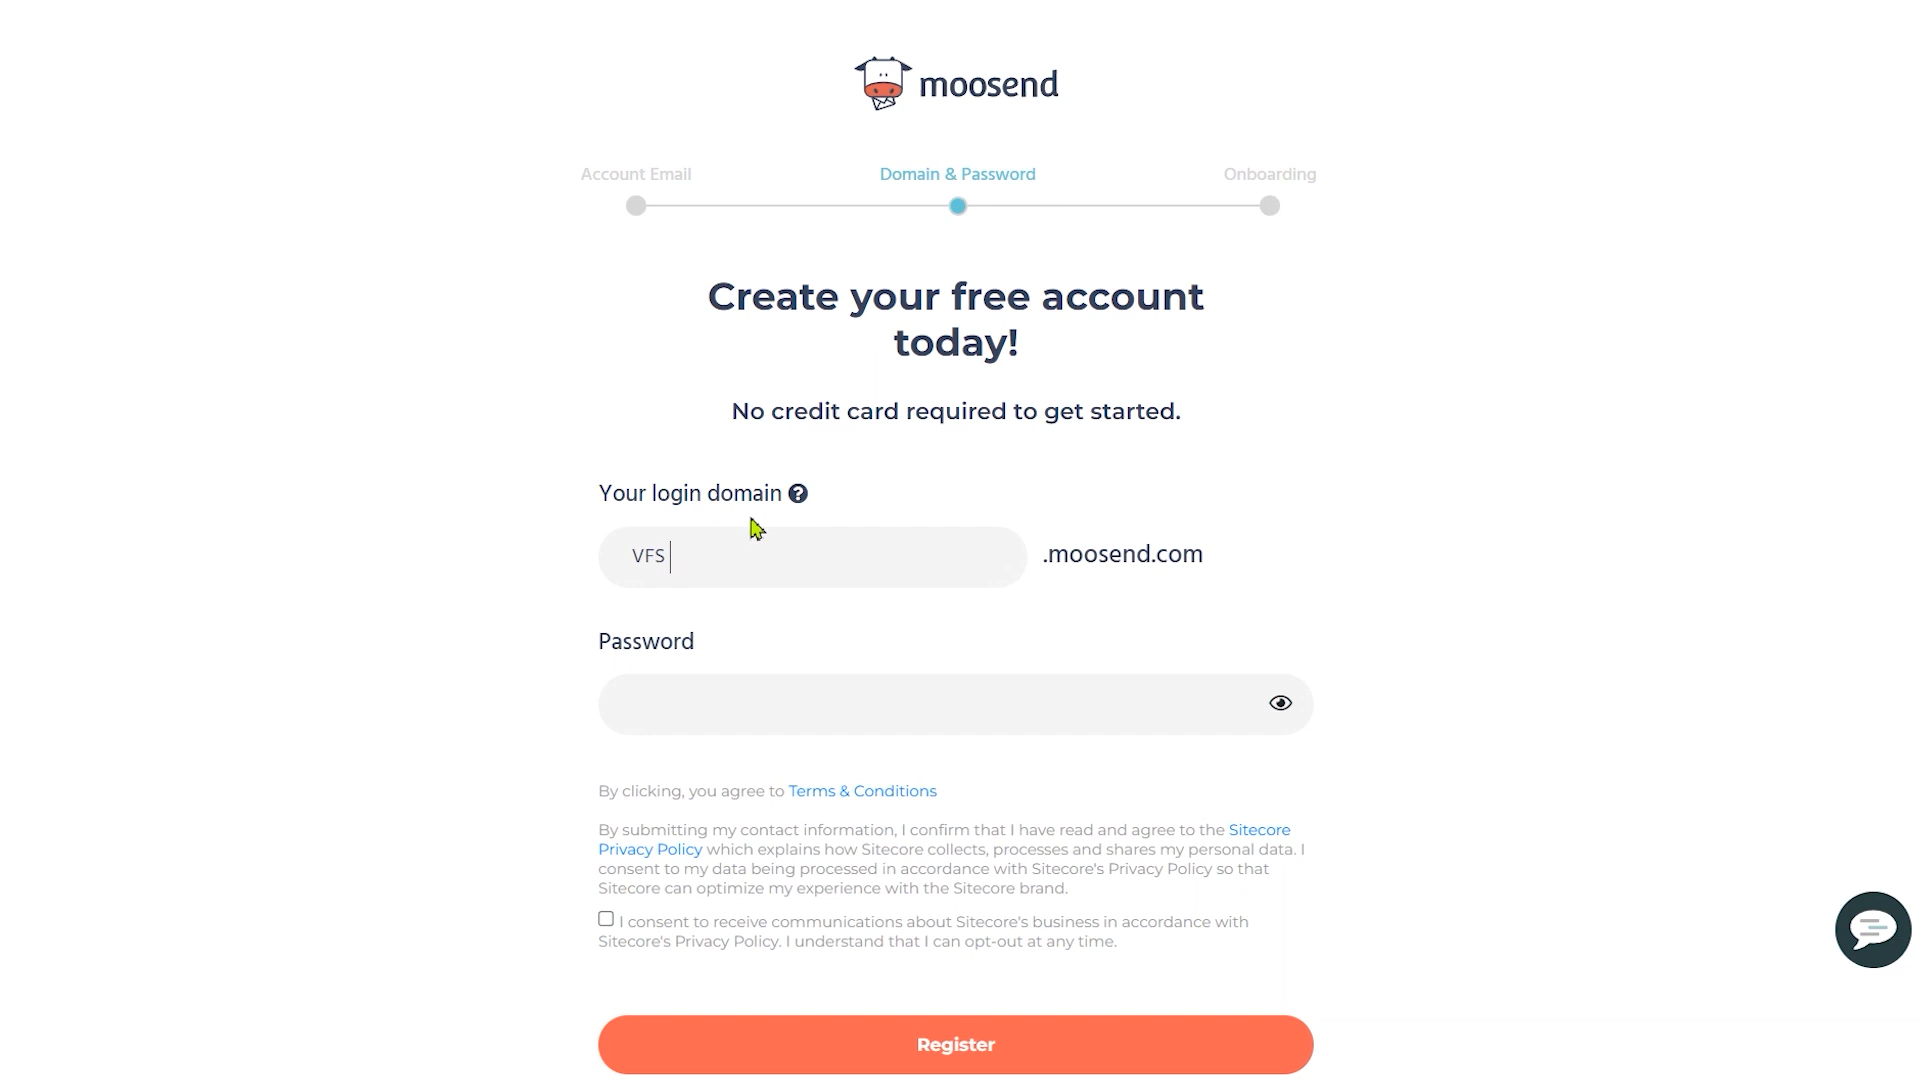 moosend
Account Email
Domain & Password
Onboarding
Create your free account
today!
No credit card required to get started.
Your login domain ?
VFS
.moosend.com
Password
By clicking, you agree to Terms & Conditions
By submitting my contact information, I confirm that I have read and agree to the Sitecore
Privacy Policy which explains how Sitecore collects, processes and shares my personal data. I
consent to my data being processed in accordance with Sitecore's Privacy Policy so that
Sitecore can optimize my experience with the Sitecore brand.
I consent to receive communications about Sitecore's business in accordance with
Sitecore's Privacy Policy. I understand that I can opt-out at any time.
Register